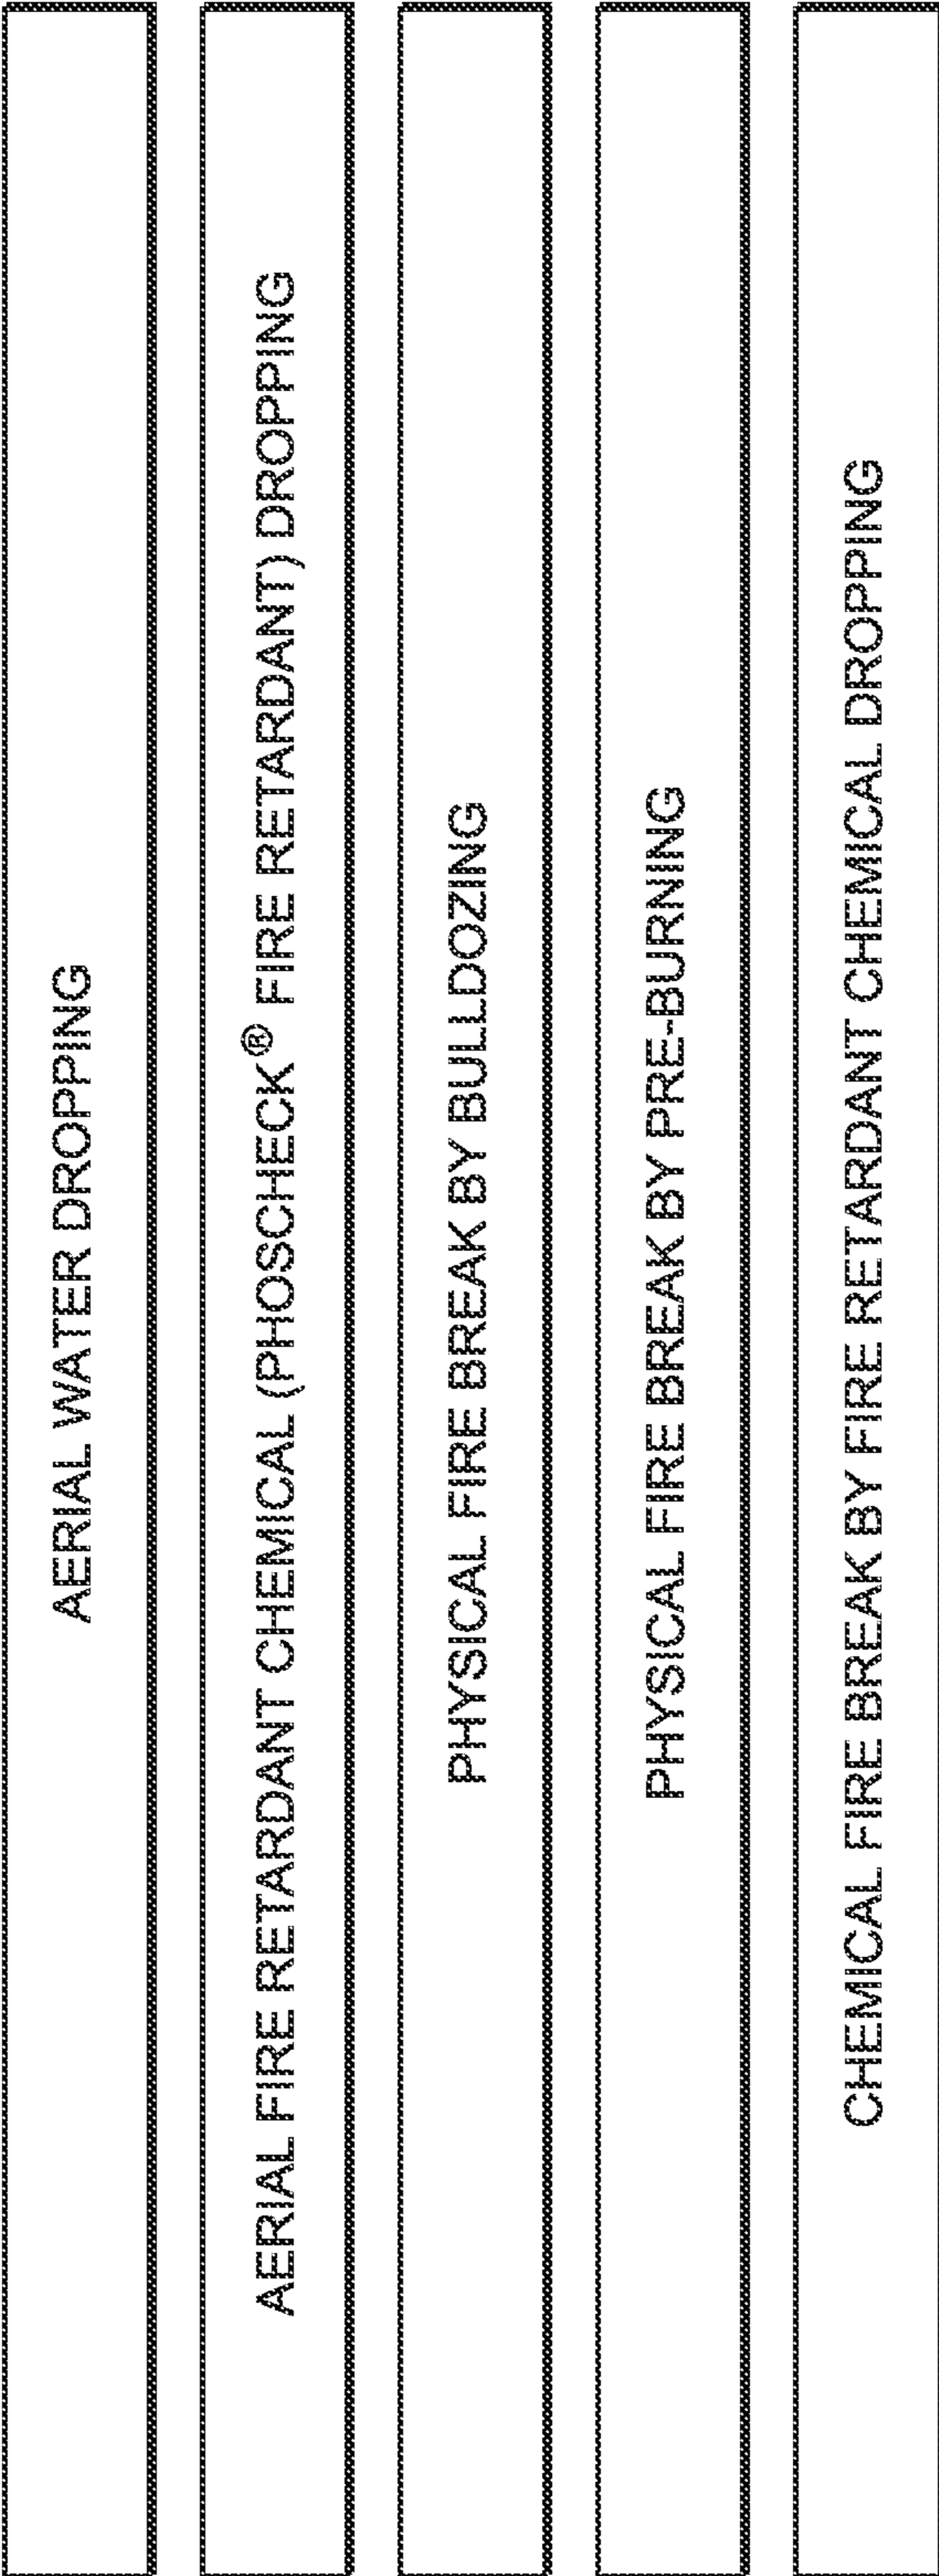 AERIAL WATER DROPPING
AERIAL FIRE RETARDANT CHEMICAL (PHOSCHECK® FIRE RETARDANT) DROPPING
PHYSICAL FIRE BREAK BY BULLDOZING
PHYSICAL FIRE BREAK BY PRE-BURNING
CHEMICAL FIRE BREAK BY FIRE RETARDANT CHEMICAL DROPPING